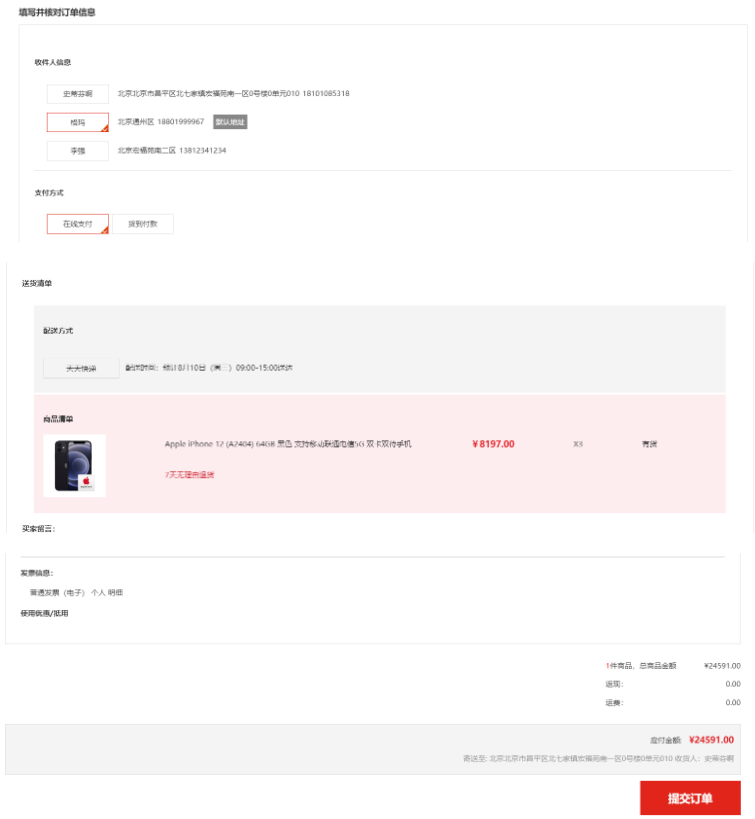 填写并核对订单信息
收件人信息
史蒂芬啊 北京北京市昌平区北七家镇宏福苑南一区0号楼0单元010 18101085318
格玛 北京通州区 18801999967 默认地址
李强 北京宏福苑南二区 13812341234
支付方式
在线支付 货到付款
送货清单
配送方式
天天快递 配送时间：预计8月10日（周三）09:00-15:00送达
商品清单
Apple iPhone 12 (A2404) 64GB 黑色 支持移动联通电信5G 双卡双待手机 ￥8197.00 X3 有货
7天无理由退货
买家留言：
发票信息：
普通发票（电子） 个人 明细
使用优惠/抵用
1件商品，总商品金额 ¥24591.00
返现： 0.00
运费： 0.00
应付金额: ¥24591.00
寄送至: 北京北京市昌平区北七家镇宏福苑南一区0号楼0单元010 收货人：史蒂芬啊
提交订单